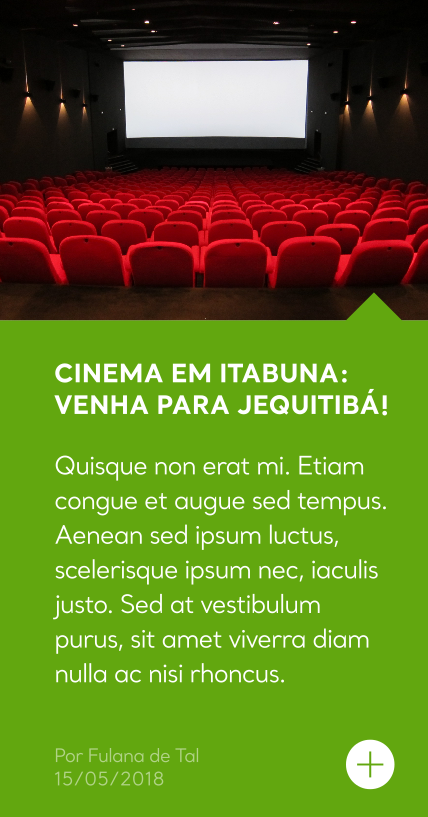 CINEMA EM ITABUNA:
VENHA PARA JEQUITIBÁ!
Quisque non erat mi. Etiam
congue et augue sed tempus.
Aenean sed ipsum luctus,
scelerisque ipsum nec, iaculis
justo. Sed at vestibulum
purus, sit amet viverra diam
nulla ac nisi rhoncus.
Por Fulana de Tal
15/05/2018